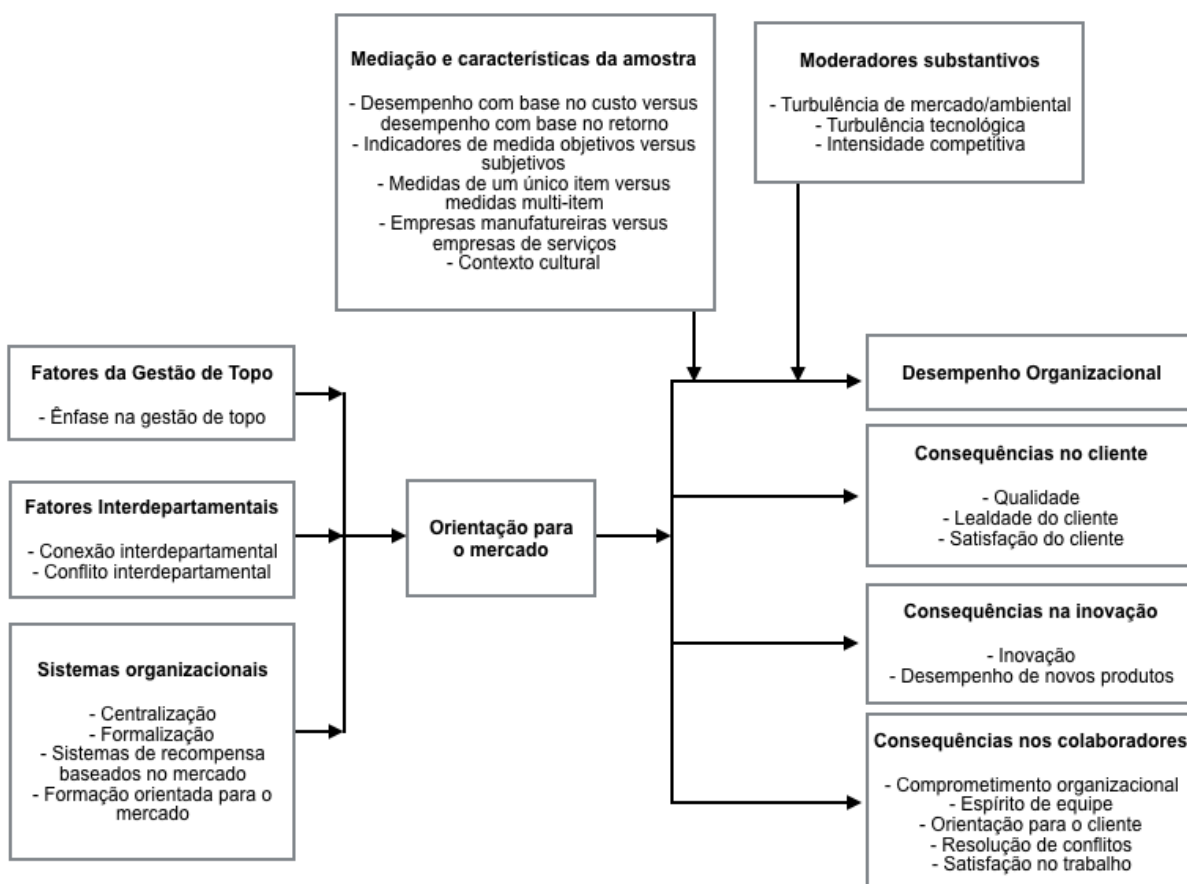 Mediação e características da amostra
- Desempenho com base no custo versus
desempenho com base no retorno
- Indicadores de medida objetivos versus
subjetivos
- Medidas de um único item versus
medidas multi-item
- Empresas manufatureiras versus
empresas de serviços
- Contexto cultural
Moderadores substantivos
- Turbulência de mercado/ambiental
- Turbulência tecnológica
- Intensidade competitiva
Fatores da Gestão de Topo
- Ênfase na gestão de topo
Fatores Interdepartamentais
- Conexão interdepartamental
- Conflito interdepartamental
Sistemas organizacionais
- Centralização
- Formalização
- Sistemas de recompensa
baseados no mercado
- Formação orientada para o
mercado
Orientação para
o mercado
Desempenho Organizacional
Consequências no cliente
- Qualidade
- Lealdade do cliente
- Satisfação do cliente
Consequências na inovação
- Inovação
- Desempenho de novos produtos
Consequências nos colaboradores
- Comprometimento organizacional
- Espírito de equipe
- Orientação para o cliente
- Resolução de conflitos
- Satisfação no trabalho